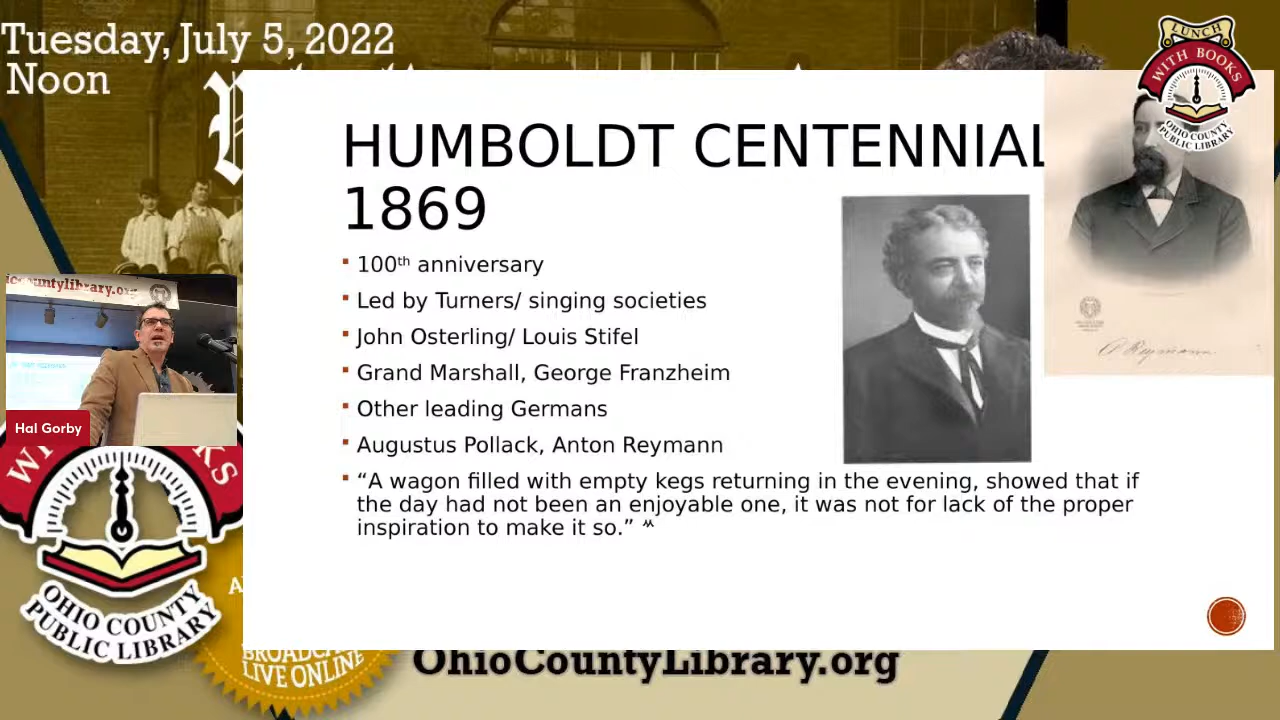 Tuesday, July 5, 2022
Noon
LUNCH
WITH BOOKS
OHIO COUNTY
PUBLIC LIBRARY
HUMBOLDT CENTENNIAL
1869
▪ 100th anniversary
▪ Led by Turners/ singing societies
▪ John Osterling/ Louis Stifel
▪ Grand Marshall, George Franzheim
▪ Other leading Germans
▪ Augustus Pollack, Anton Reymann
▪ “A wagon filled with empty kegs returning in the evening, showed that if
the day had not been an enjoyable one, it was not for lack of the proper
inspiration to make it so.”
Hal Gorby
OHIO COUNTY
PUBLIC LIBRARY
BROADCAST
LIVE ONLINE
OhioCountyLibrary.org